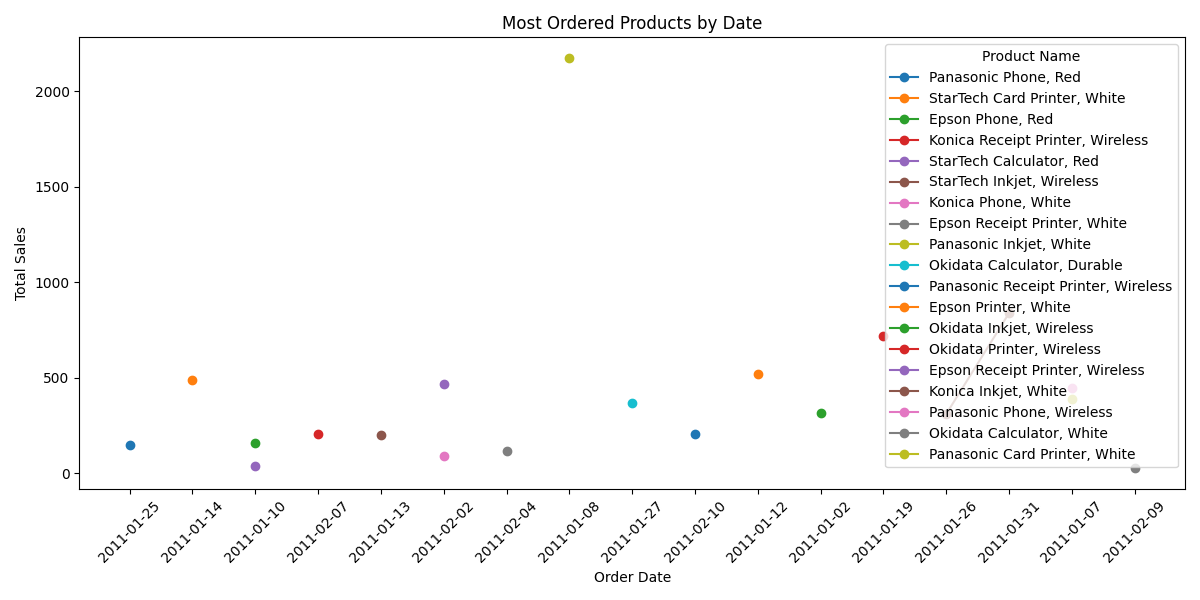 Most Ordered Products by Date
Total Sales
2000
1500
1000
500
0
Product Name
Panasonic Phone, Red
StarTech Card Printer, White
Epson Phone, Red
Konica Receipt Printer, Wireless
StarTech Calculator, Red
StarTech Inkjet, Wireless
Konica Phone, White
Epson Receipt Printer, White
Panasonic Inkjet, White
Okidata Calculator, Durable
Panasonic Receipt Printer, Wireless
Epson Printer, White
Okidata Inkjet, Wireless
Okidata Printer, Wireless
Epson Receipt Printer, Wireless
Konica Inkjet, White
Panasonic Phone, Wireless
Okidata Calculator, White
Panasonic Card Printer, White
2011-01-25
2011-01-14
2011-01-10
2011-02-07
2011-01-13
2011-02-02
2011-02-04
2011-01-08
2011-01-27
2011-02-10
2011-01-12
2011-01-02
2011-01-19
2011-01-26
2011-01-31
2011-01-07
2011-02-09
Order Date